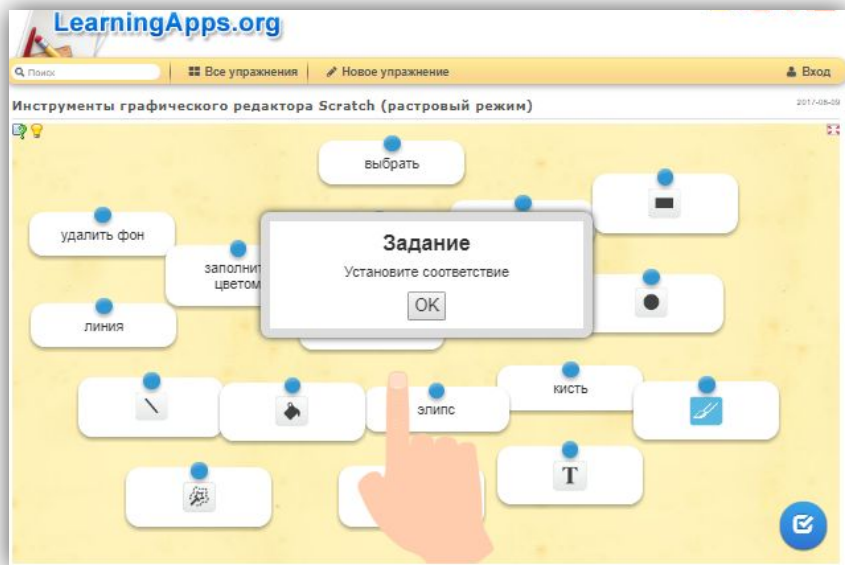 LearningApps.org
Поиск
Все упражнения
Новое упражнение
Вход
Инструменты графического редактора Scratch (растровый режим)
2017-08-09
выбрать
удалить фон
заполнит
цветом
Задание
Установите соответствие
OK
линия
элипс
кисть
T